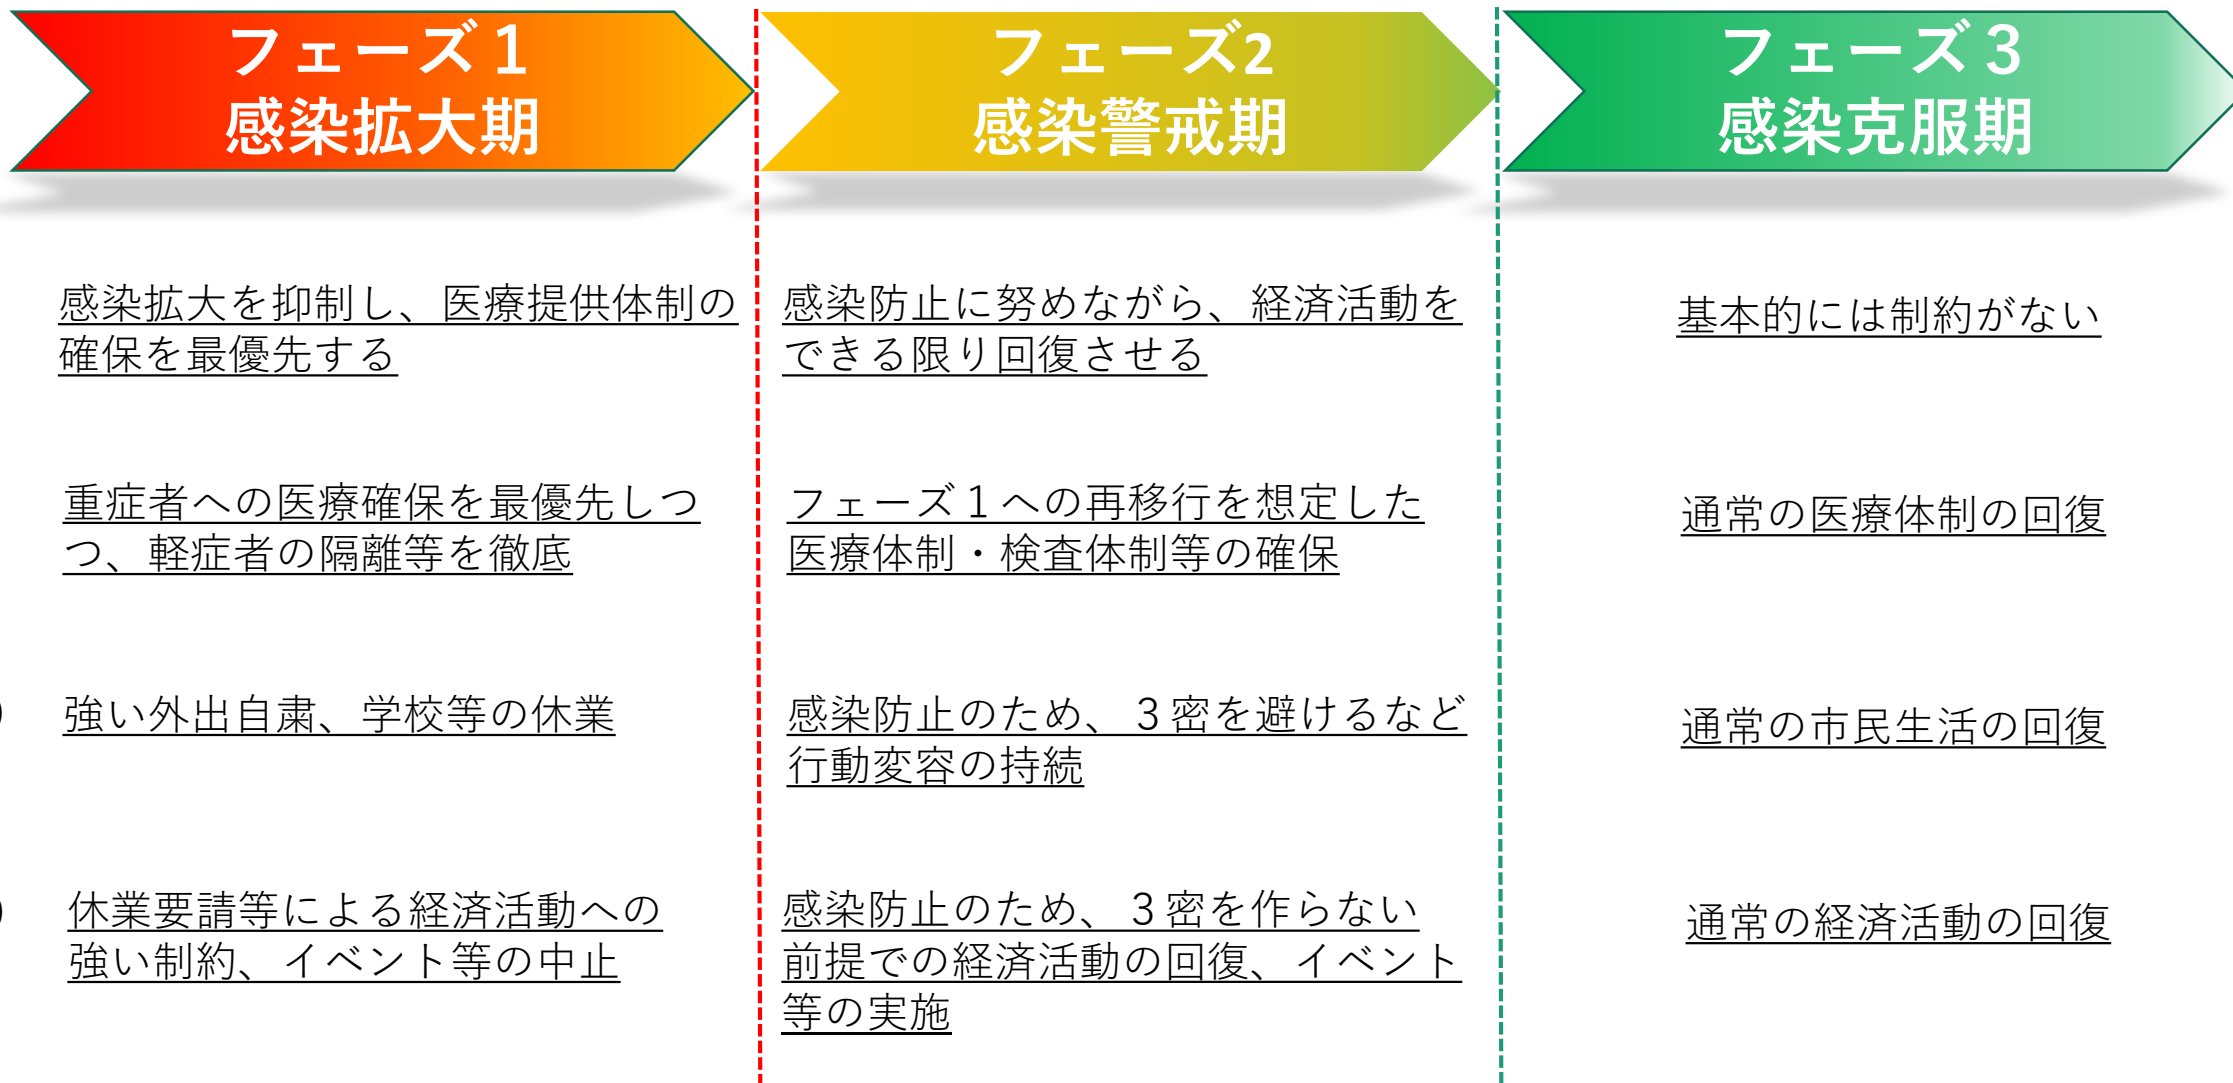 フェーズ１
感染拡大期
フェーズ2
感染警戒期
フェーズ３
感染克服期
感染拡大を抑制し、医療提供体制の
確保を最優先する
感染防止に努めながら、経済活動を
できる限り回復させる
基本的には制約がない
重症者への医療確保を最優先しつ
つ、軽症者の隔離等を徹底
フェーズ１への再移行を想定した
医療体制・検査体制等の確保
通常の医療体制の回復
強い外出自粛、学校等の休業
感染防止のため、３密を避けるなど
行動変容の持続
通常の市民生活の回復
休業要請等による経済活動への
強い制約、イベント等の中止
感染防止のため、３密を作らない
前提での経済活動の回復、イベント
等の実施
通常の経済活動の回復